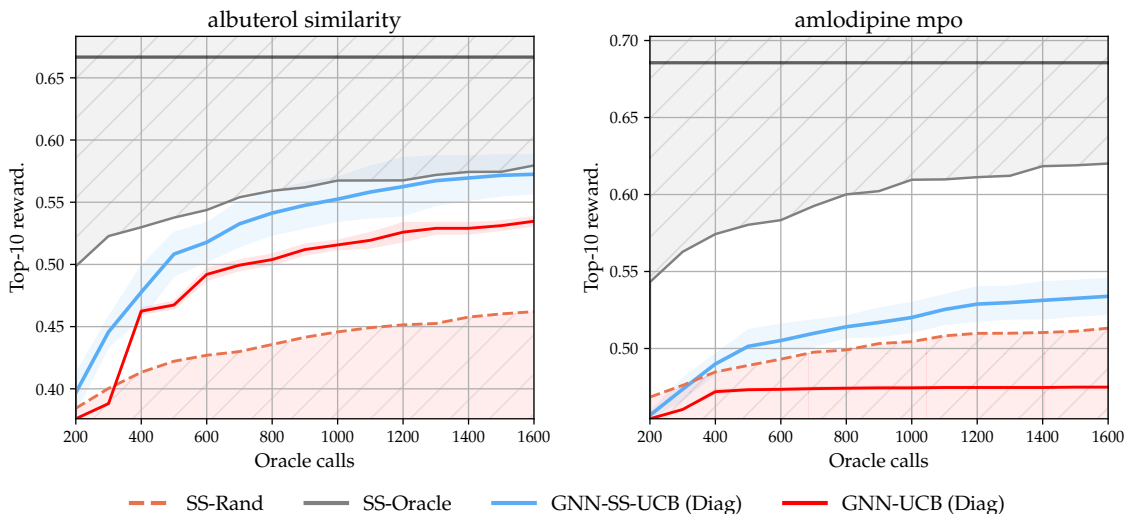 albuterol similarity
0.65
0.60
0.55
0.50
0.45
0.40
Top-10 reward.
200 400 600 800 1000 1200 1400 1600
Oracle calls
amlodipine mpo
0.70
0.65
0.60
0.55
0.50
Top-10 reward.
200 400 600 800 1000 1200 1400 1600
Oracle calls
SS-Rand SS-Oracle GNN-SS-UCB (Diag) GNN-UCB (Diag)